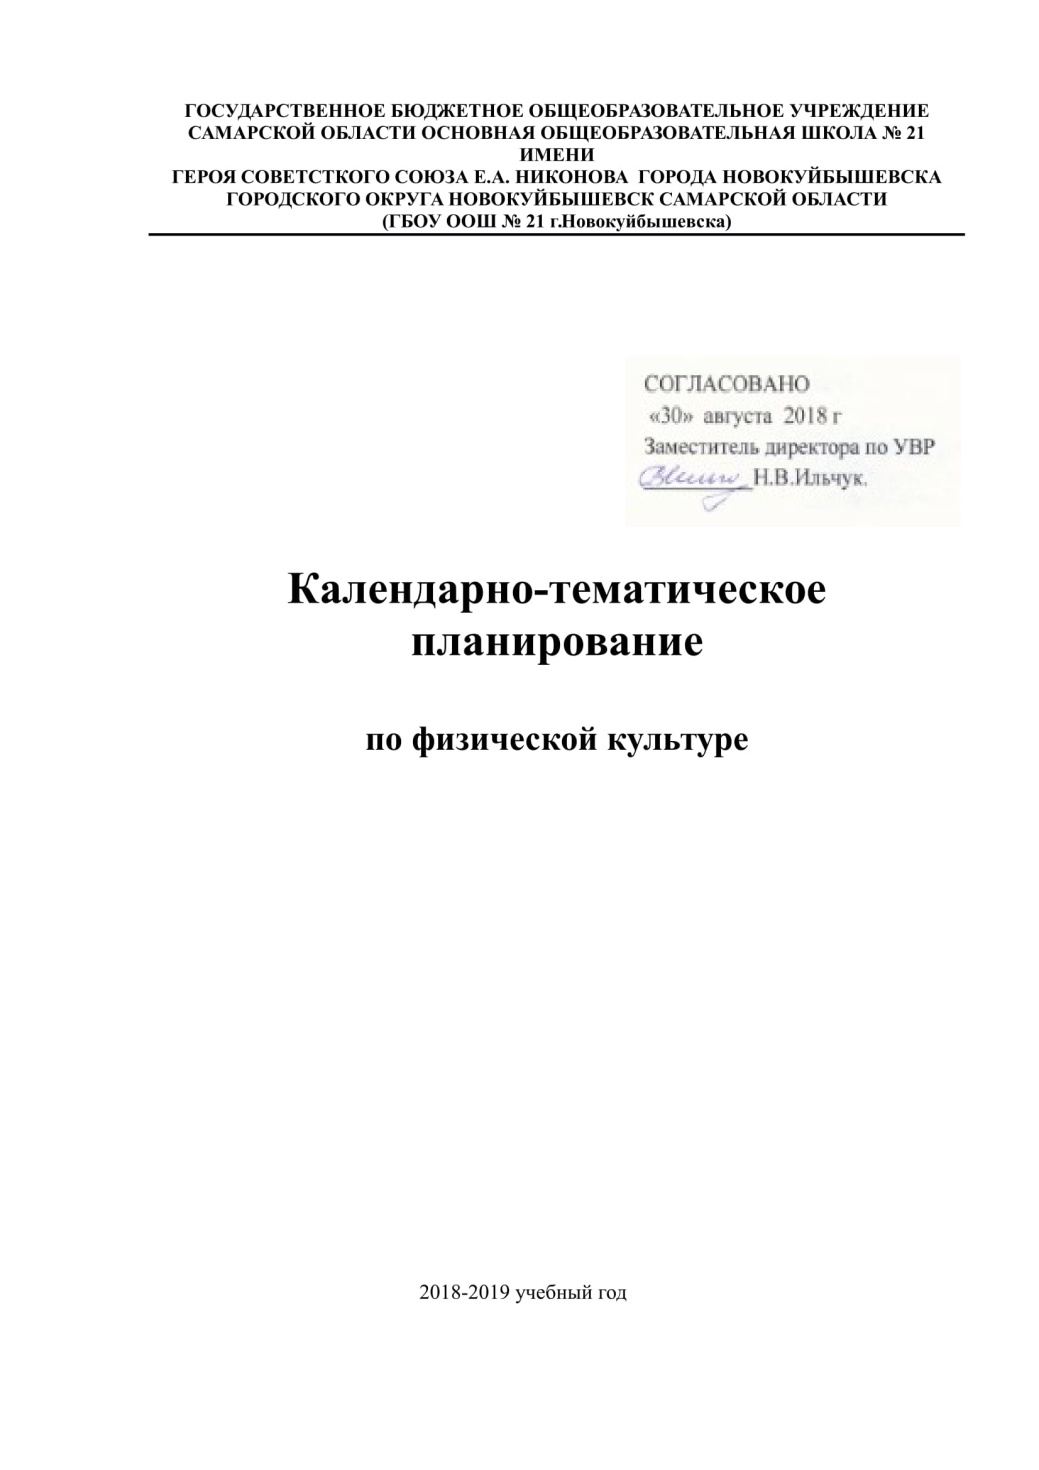 ГОСУДАРСТВЕННОЕ БЮДЖЕТНОЕ ОБЩЕОБРАЗОВАТЕЛЬНОЕ УЧРЕЖДЕНИЕ
САМАРСКОЙ ОБЛАСТИ ОСНОВНАЯ ОБЩЕОБРАЗОВАТЕЛЬНАЯ ШКОЛА № 21
ИМЕНИ
ГЕРОЯ СОВЕТСТКОГО СОЮЗА Е.А. НИКОНОВА ГОРОДА НОВОКУЙБЫШЕВСКА
ГОРОДСКОГО ОКРУГА НОВОКУЙБЫШЕВСК САМАРСКОЙ ОБЛАСТИ
(ГБОУ ООШ № 21 г.Новокуйбышевска)
СОГЛАСОВАНО
«30» августа 2018 г
Заместитель директора по УВР
Н.В.Ильчук.
Календарно-тематическое
планирование
по физической культуре
2018-2019 учебный год